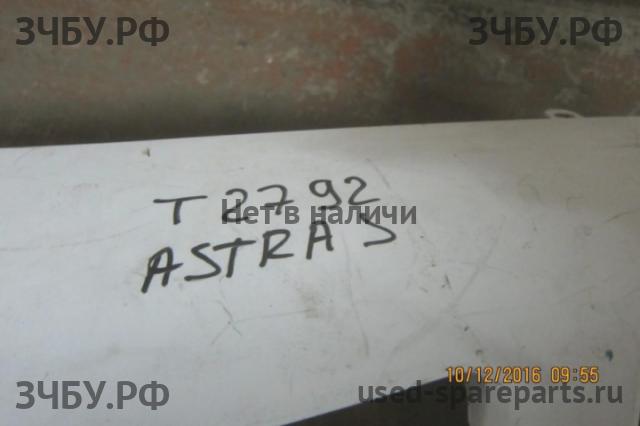 ЗЧБУ.РФ ЗЧБУ.РФ
T 2792
Нет в наличи
ASTRA S
10/12/2016 09:55
ЗЧБУ.РФ used-spareparts.ru